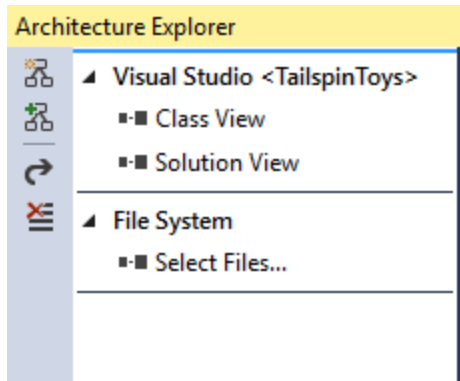 Architecture Explorer
Visual Studio <TailspinToys>
Class View
Solution View
File System
Select Files...